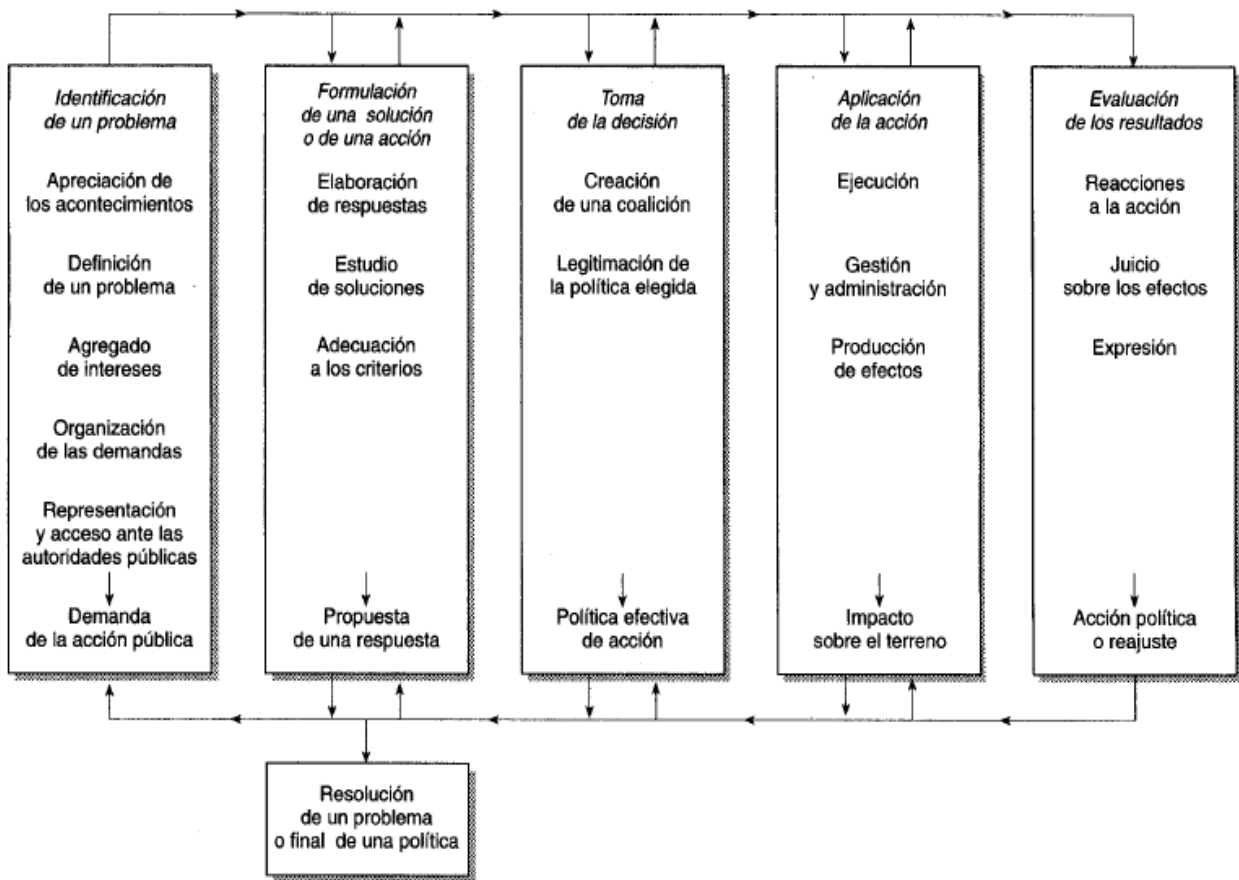 Identificación
de un problema
Apreciación de
los acontecimientos
Definición
de un problema
Agregado
de intereses
Organización
de las demandas
Representación
y acceso ante las
autoridades públicas
Demanda
de la acción pública
Formulación
de una solución
o de una acción
Elaboración
de respuestas
Estudio
de soluciones
Adecuación
a los criterios
Propuesta
de una respuesta
Toma
de la decisión
Creación
de una coalición
Legitimación de
la política elegida
Política efectiva
de acción
Aplicación
de la acción
Ejecución
Gestión
y administración
Producción
de efectos
Impacto
sobre el terreno
Evaluación
de los resultados
Reacciones
a la acción
Juicio
sobre los efectos
Expresión
Acción política
o reajuste
Resolución
de un problema
o final de una política